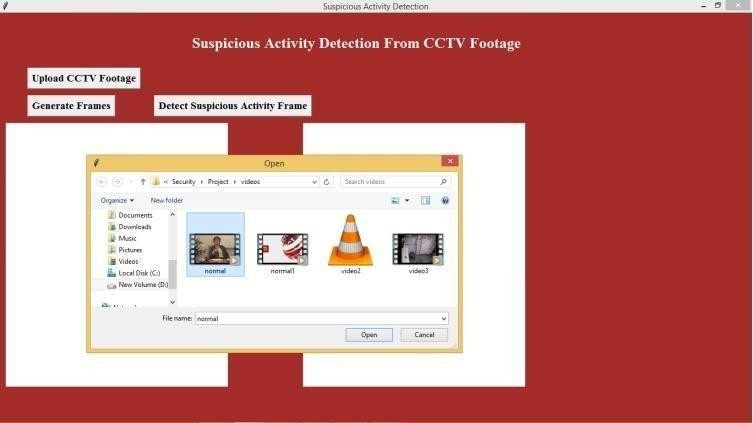 Suspicious Activity Detection
Suspicious Activity Detection From CCTV Footage
Upload CCTV Footage
Generate Frames
Detect Suspicious Activity Frame
Open
« Security Project videos
Search videos
Organize
New folder
Documents
Downloads
Music
Pictures
Videos
Local Disk (C:)
New Volume (D:)
normal
normal1
video2
video3
File name: normal
Open
Cancel